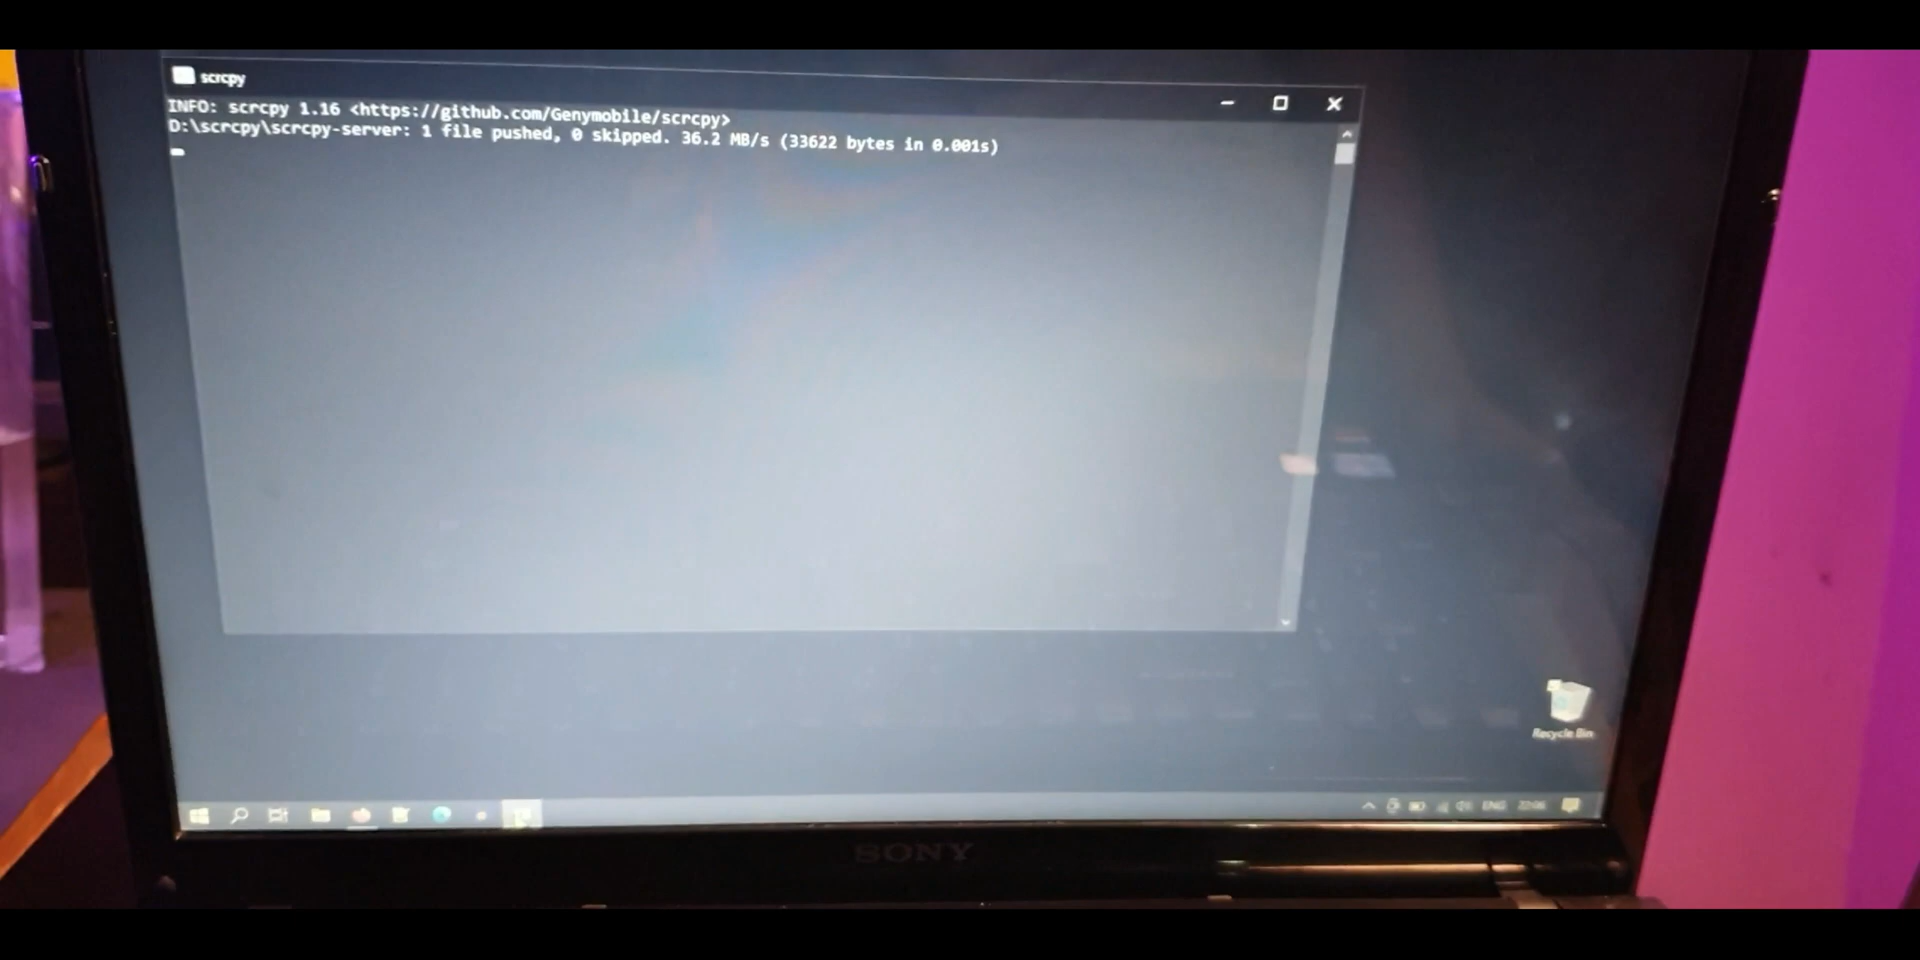 scrcpy
INFO: scrcpy 1.16 <https://github.com/Genymobile/scrcpy>
D:\scrcpy\scrcpy-server: 1 file pushed, 0 skipped. 36.2 MB/s (33622 bytes in 0.001s)
Recycle Bin
ENG
SONY